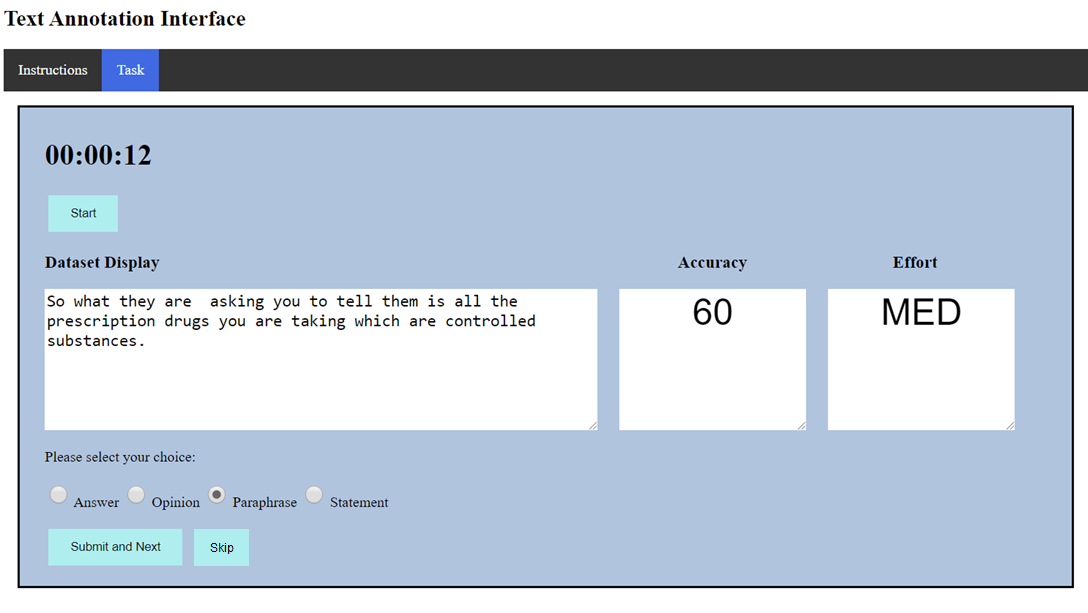 Text Annotation Interface
Instructions Task
00:00:12
Start
Dataset Display Accuracy Effort
So what they are  asking you to tell them is all the
prescription drugs you are taking which are controlled
substances.
60
MED
Please select your choice:
Answer Opinion Paraphrase Statement
Submit and Next Skip